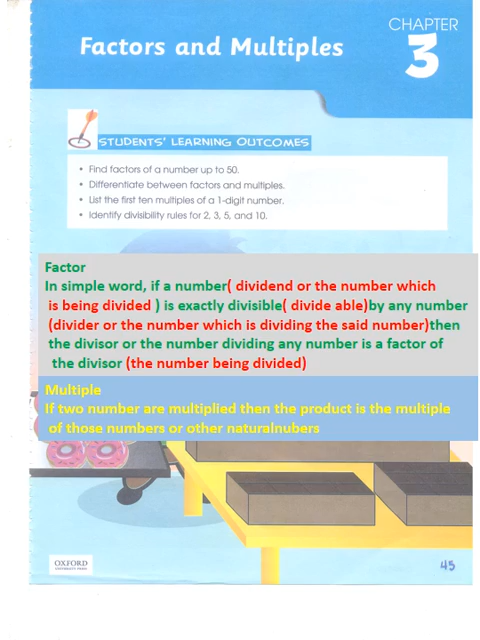 CHAPTER
3
Factors and Multiples
STUDENTS' LEARNING OUTCOMES
• Find factors of a number up to 50.
• Differentiate between factors and multiples.
• List the first ten multiples of a 1-digit number.
• Identify divisibility rules for 2, 3, 5, and 10.
Factor
In simple word, if a number( dividend or the number which
is being divided ) is exactly divisible( divide able)by any number
(divider or the number which is dividing the said number)then
the divisor or the number dividing any number is a factor of
the divisor (the number being divided)
Multiple
If two number are multiplied then the product is the multiple
of those numbers or other naturalnubers
OXFORD
UNIVERSITY PRESS
45